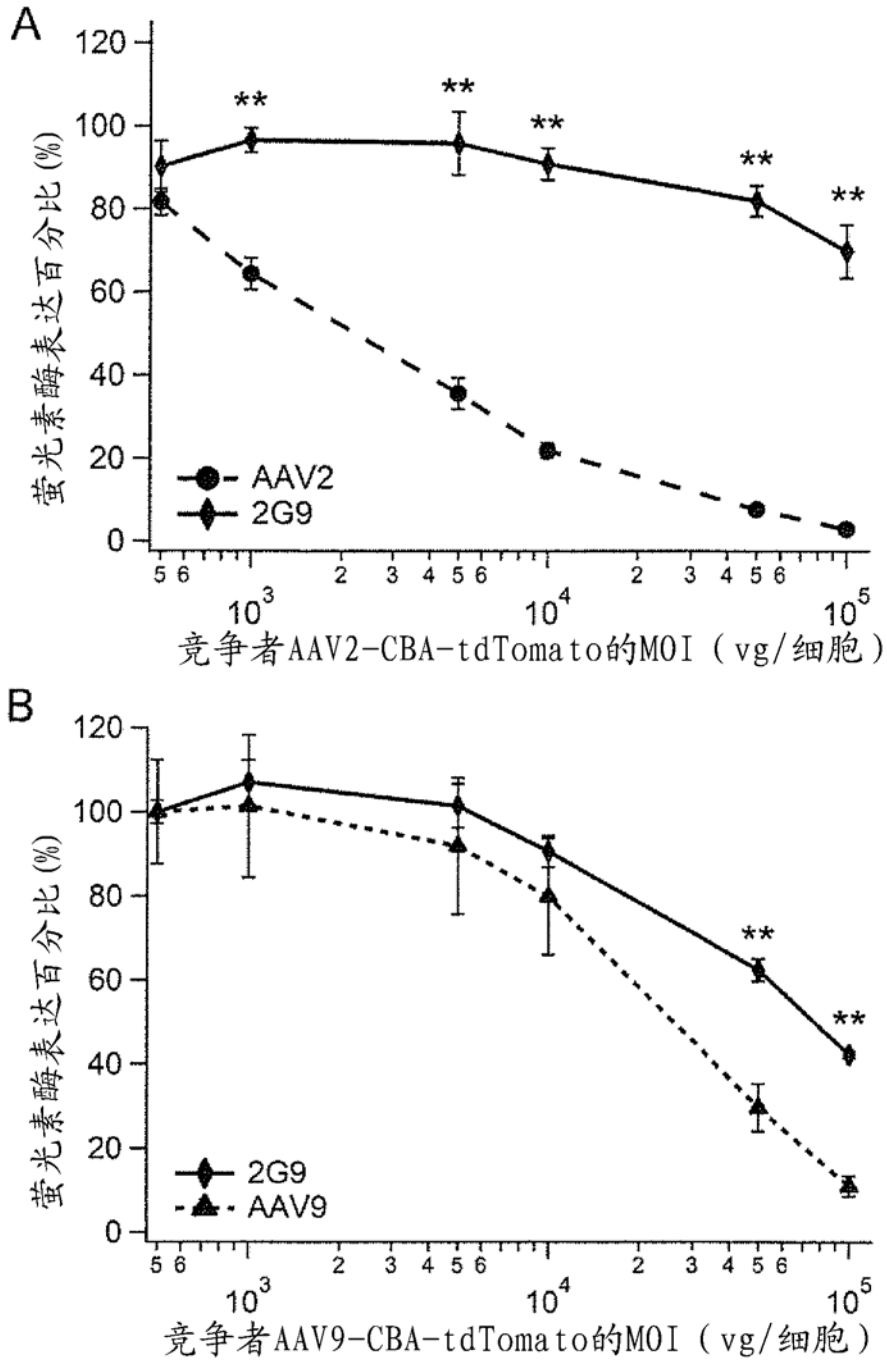 A
120
100
80
60
40
20
0
萤光素酶表达百分比(%)
** ** ** ** **
AAV2
2G9
5 6 2 3 4 5 6 2 3 4 5 6
10³ 10⁴ 10⁵
竞争者AAV2-CBA-tdTomato的MOI（vg/细胞）
B
120
100
80
60
40
20
0
萤光素酶表达百分比(%)
** **
2G9
AAV9
5 6 2 3 4 5 6 2 3 4 5 6
10³ 10⁴ 10⁵
竞争者AAV9-CBA-tdTomato的MOI（vg/细胞）